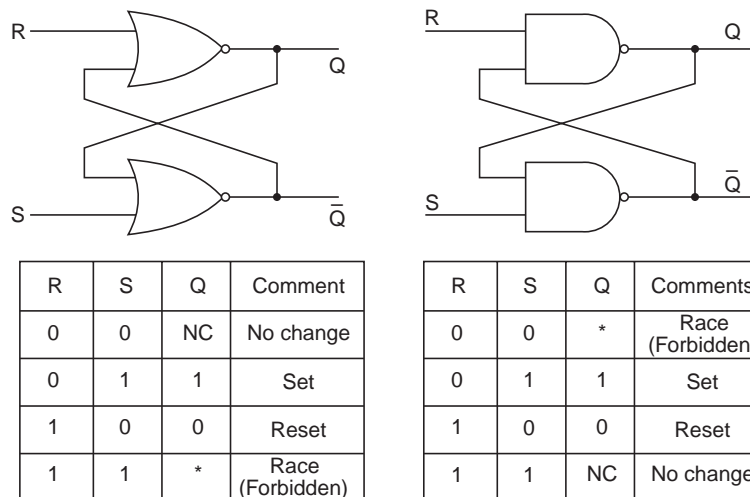 R
Q
S
Q̄
R
Q
S
Q̄
R S Q Comment
0 0 NC No change
0 1 1 Set
1 0 0 Reset
1 1 * Race
(Forbidden)
R S Q Comments
0 0 * Race
(Forbidden
0 1 1 Set
1 0 0 Reset
1 1 NC No change